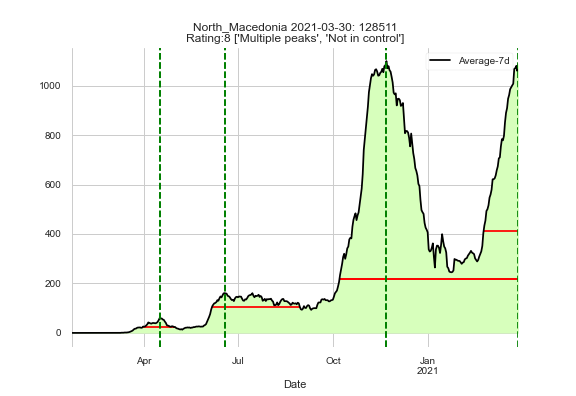 North_Macedonia 2021-03-30: 128511
Rating:8 ['Multiple peaks', 'Not in control']
Average-7d
1000
800
600
400
200
0
Apr
Jul
Oct
Jan
2021
Date